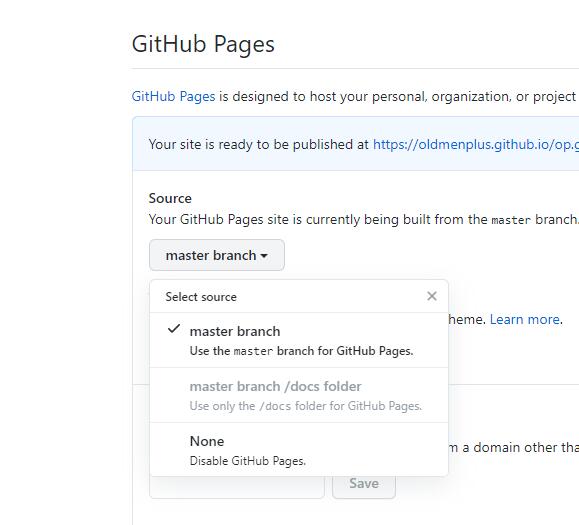 GitHub Pages
GitHub Pages is designed to host your personal, organization, or project
Your site is ready to be published at https://oldmenplus.github.io/op.g
Source
Your GitHub Pages site is currently being built from the master branch.
master branch
Select source
master branch
Use the master branch for GitHub Pages.
heme. Learn more.
master branch /docs folder
Use only the /docs folder for GitHub Pages.
None
Disable GitHub Pages.
m a domain other tha
Save